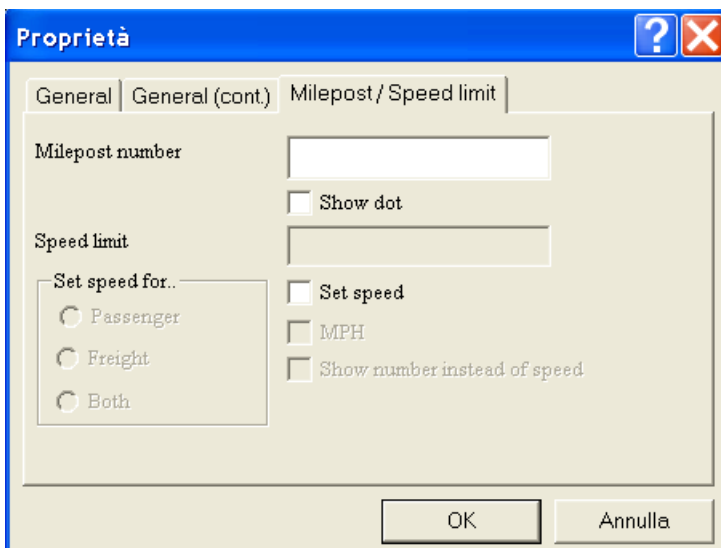 Proprietà
General General (cont.) Milepost / Speed limit
Milepost number
Show dot
Speed limit
Set speed for..
Passenger
Freight
Both
Set speed
MPH
Show number instead of speed
OK Annulla